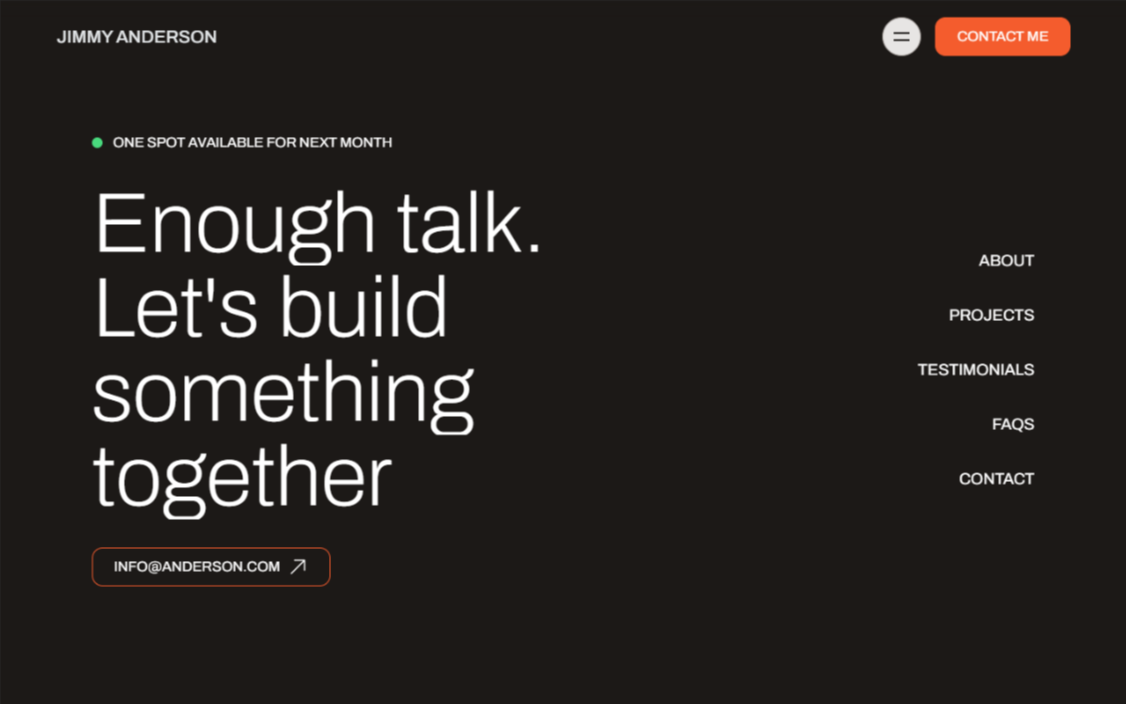 JIMMY ANDERSON
CONTACT ME
ONE SPOT AVAILABLE FOR NEXT MONTH
Enough talk.
Let's build
something
together
INFO@ANDERSON.COM
ABOUT
PROJECTS
TESTIMONIALS
FAQS
CONTACT